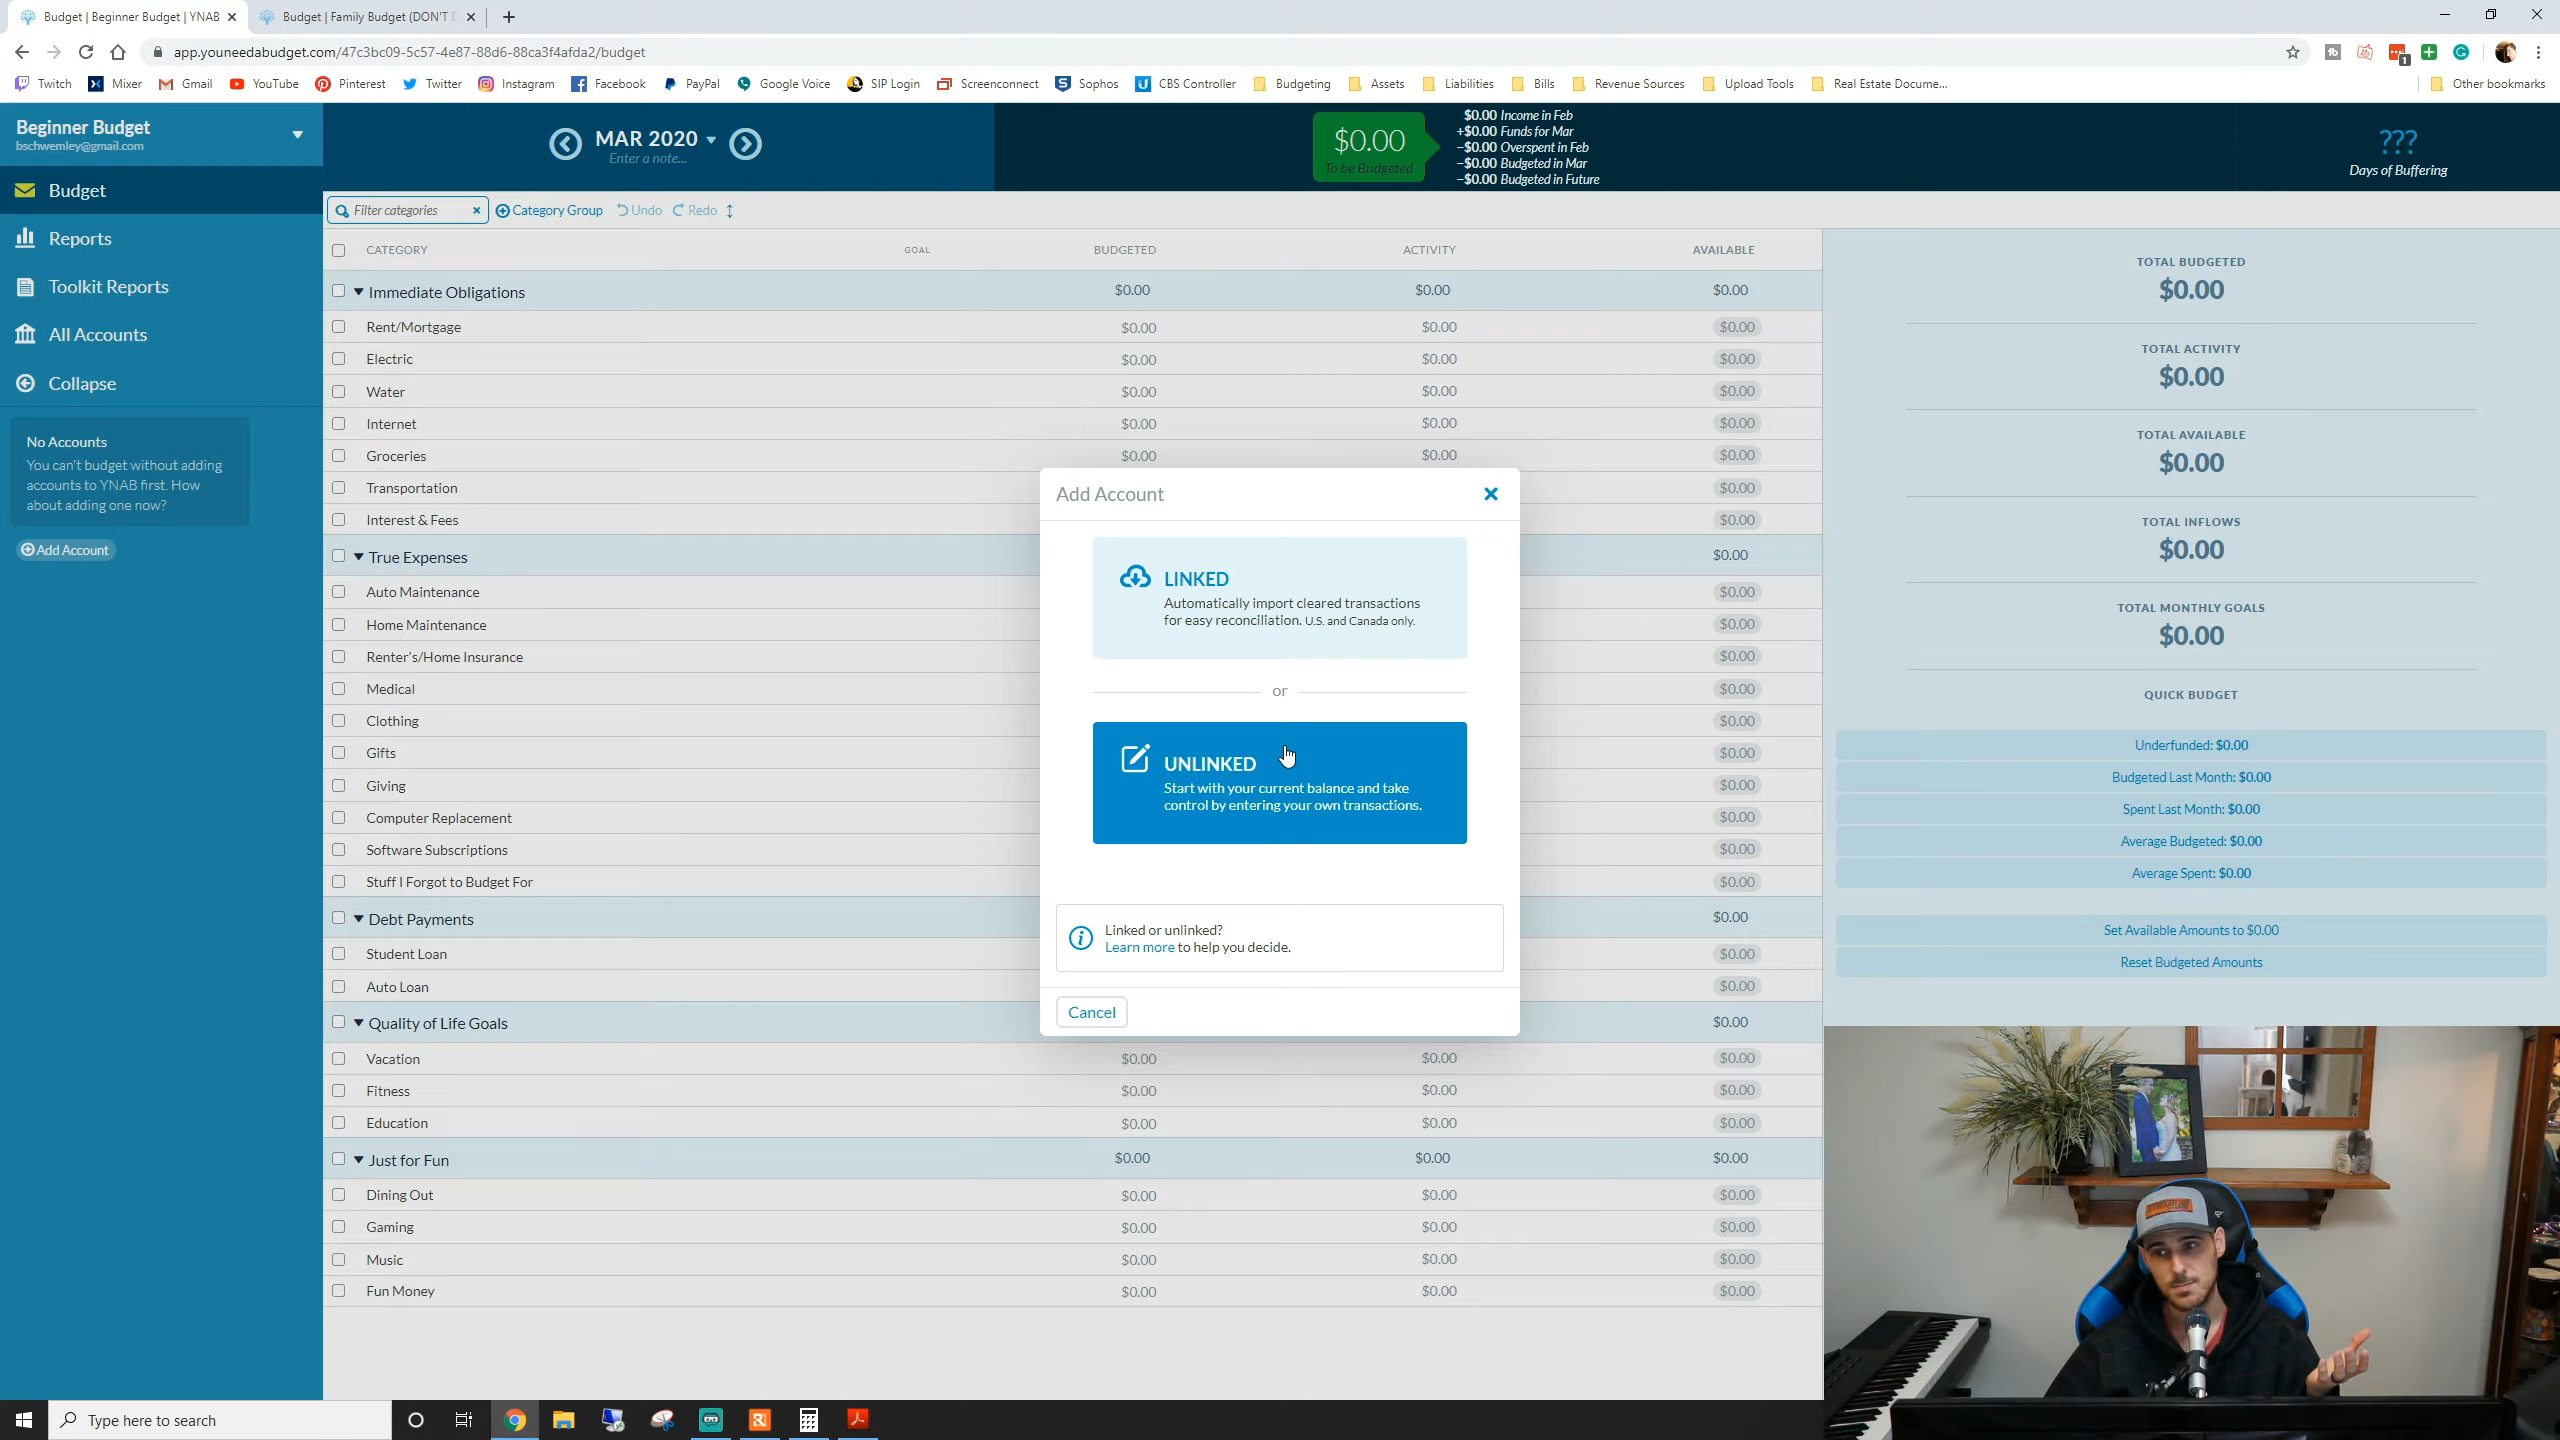 Budget | Beginner Budget | YNAB
Budget | Family Budget (DON'T D
app.youneedabudget.com/47c3bc09-5c57-4e87-88d6-88ca3f4afda2/budget
1
Twitch Mixer Gmail YouTube Pinterest Twitter Instagram Facebook PayPal Google Voice SIP Login Screenconnect Sophos CBS Controller Budgeting Assets Liabilities Bills Revenue Sources Upload Tools Real Estate Docume... Other bookmarks
Beginner Budget
bschwemley@gmail.com
Budget
Reports
Toolkit Reports
All Accounts
Collapse
No Accounts
You can't budget without adding
accounts to YNAB first. How
about adding one now?
Add Account
MAR 2020
Enter a note...
$0.00
To be Budgeted
$0.00 Income in Feb
+$0.00 Funds for Mar
−$0.00 Overspent in Feb
−$0.00 Budgeted in Mar
−$0.00 Budgeted in Future
???
Days of Buffering
Filter categories Category Group Undo Redo
CATEGORY GOAL BUDGETED ACTIVITY AVAILABLE
Immediate Obligations $0.00 $0.00 $0.00
Rent/Mortgage $0.00 $0.00 $0.00
Electric $0.00 $0.00 $0.00
Water $0.00 $0.00 $0.00
Internet $0.00 $0.00 $0.00
Groceries $0.00 $0.00 $0.00
Transportation $0.00
Interest & Fees $0.00
True Expenses $0.00
Auto Maintenance $0.00
Home Maintenance $0.00
Renter's/Home Insurance $0.00
Medical $0.00
Clothing $0.00
Gifts $0.00
Giving $0.00
Computer Replacement $0.00
Software Subscriptions $0.00
Stuff I Forgot to Budget For $0.00
Debt Payments $0.00
Student Loan $0.00
Auto Loan $0.00
Quality of Life Goals $0.00
Vacation $0.00 $0.00 $0.00
Fitness $0.00 $0.00 $0.00
Education $0.00 $0.00 $0.00
Just for Fun $0.00 $0.00 $0.00
Dining Out $0.00 $0.00 $0.00
Gaming $0.00 $0.00 $0.00
Music $0.00 $0.00 $0.00
Fun Money $0.00 $0.00 $0.00
Add Account
LINKED
Automatically import cleared transactions
for easy reconciliation. U.S. and Canada only.
or
UNLINKED
Start with your current balance and take
control by entering your own transactions.
Linked or unlinked?
Learn more to help you decide.
Cancel
TOTAL BUDGETED
$0.00
TOTAL ACTIVITY
$0.00
TOTAL AVAILABLE
$0.00
TOTAL INFLOWS
$0.00
TOTAL MONTHLY GOALS
$0.00
QUICK BUDGET
Underfunded: $0.00
Budgeted Last Month: $0.00
Spent Last Month: $0.00
Average Budgeted: $0.00
Average Spent: $0.00
Set Available Amounts to $0.00
Reset Budgeted Amounts
Type here to search